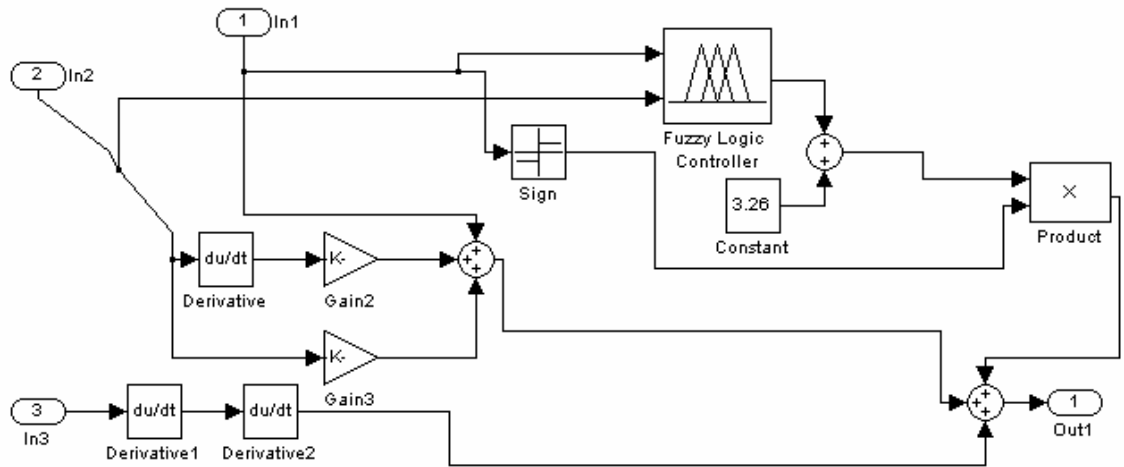 1
In1
2
In2
Fuzzy Logic
Controller
Sign
3.26
Constant
×
Product
du/dt
Derivative
K-
Gain2
K-
Gain3
3
In3
du/dt
Derivative1
du/dt
Derivative2
1
Out1
+
+
+
+
+
+
+
+